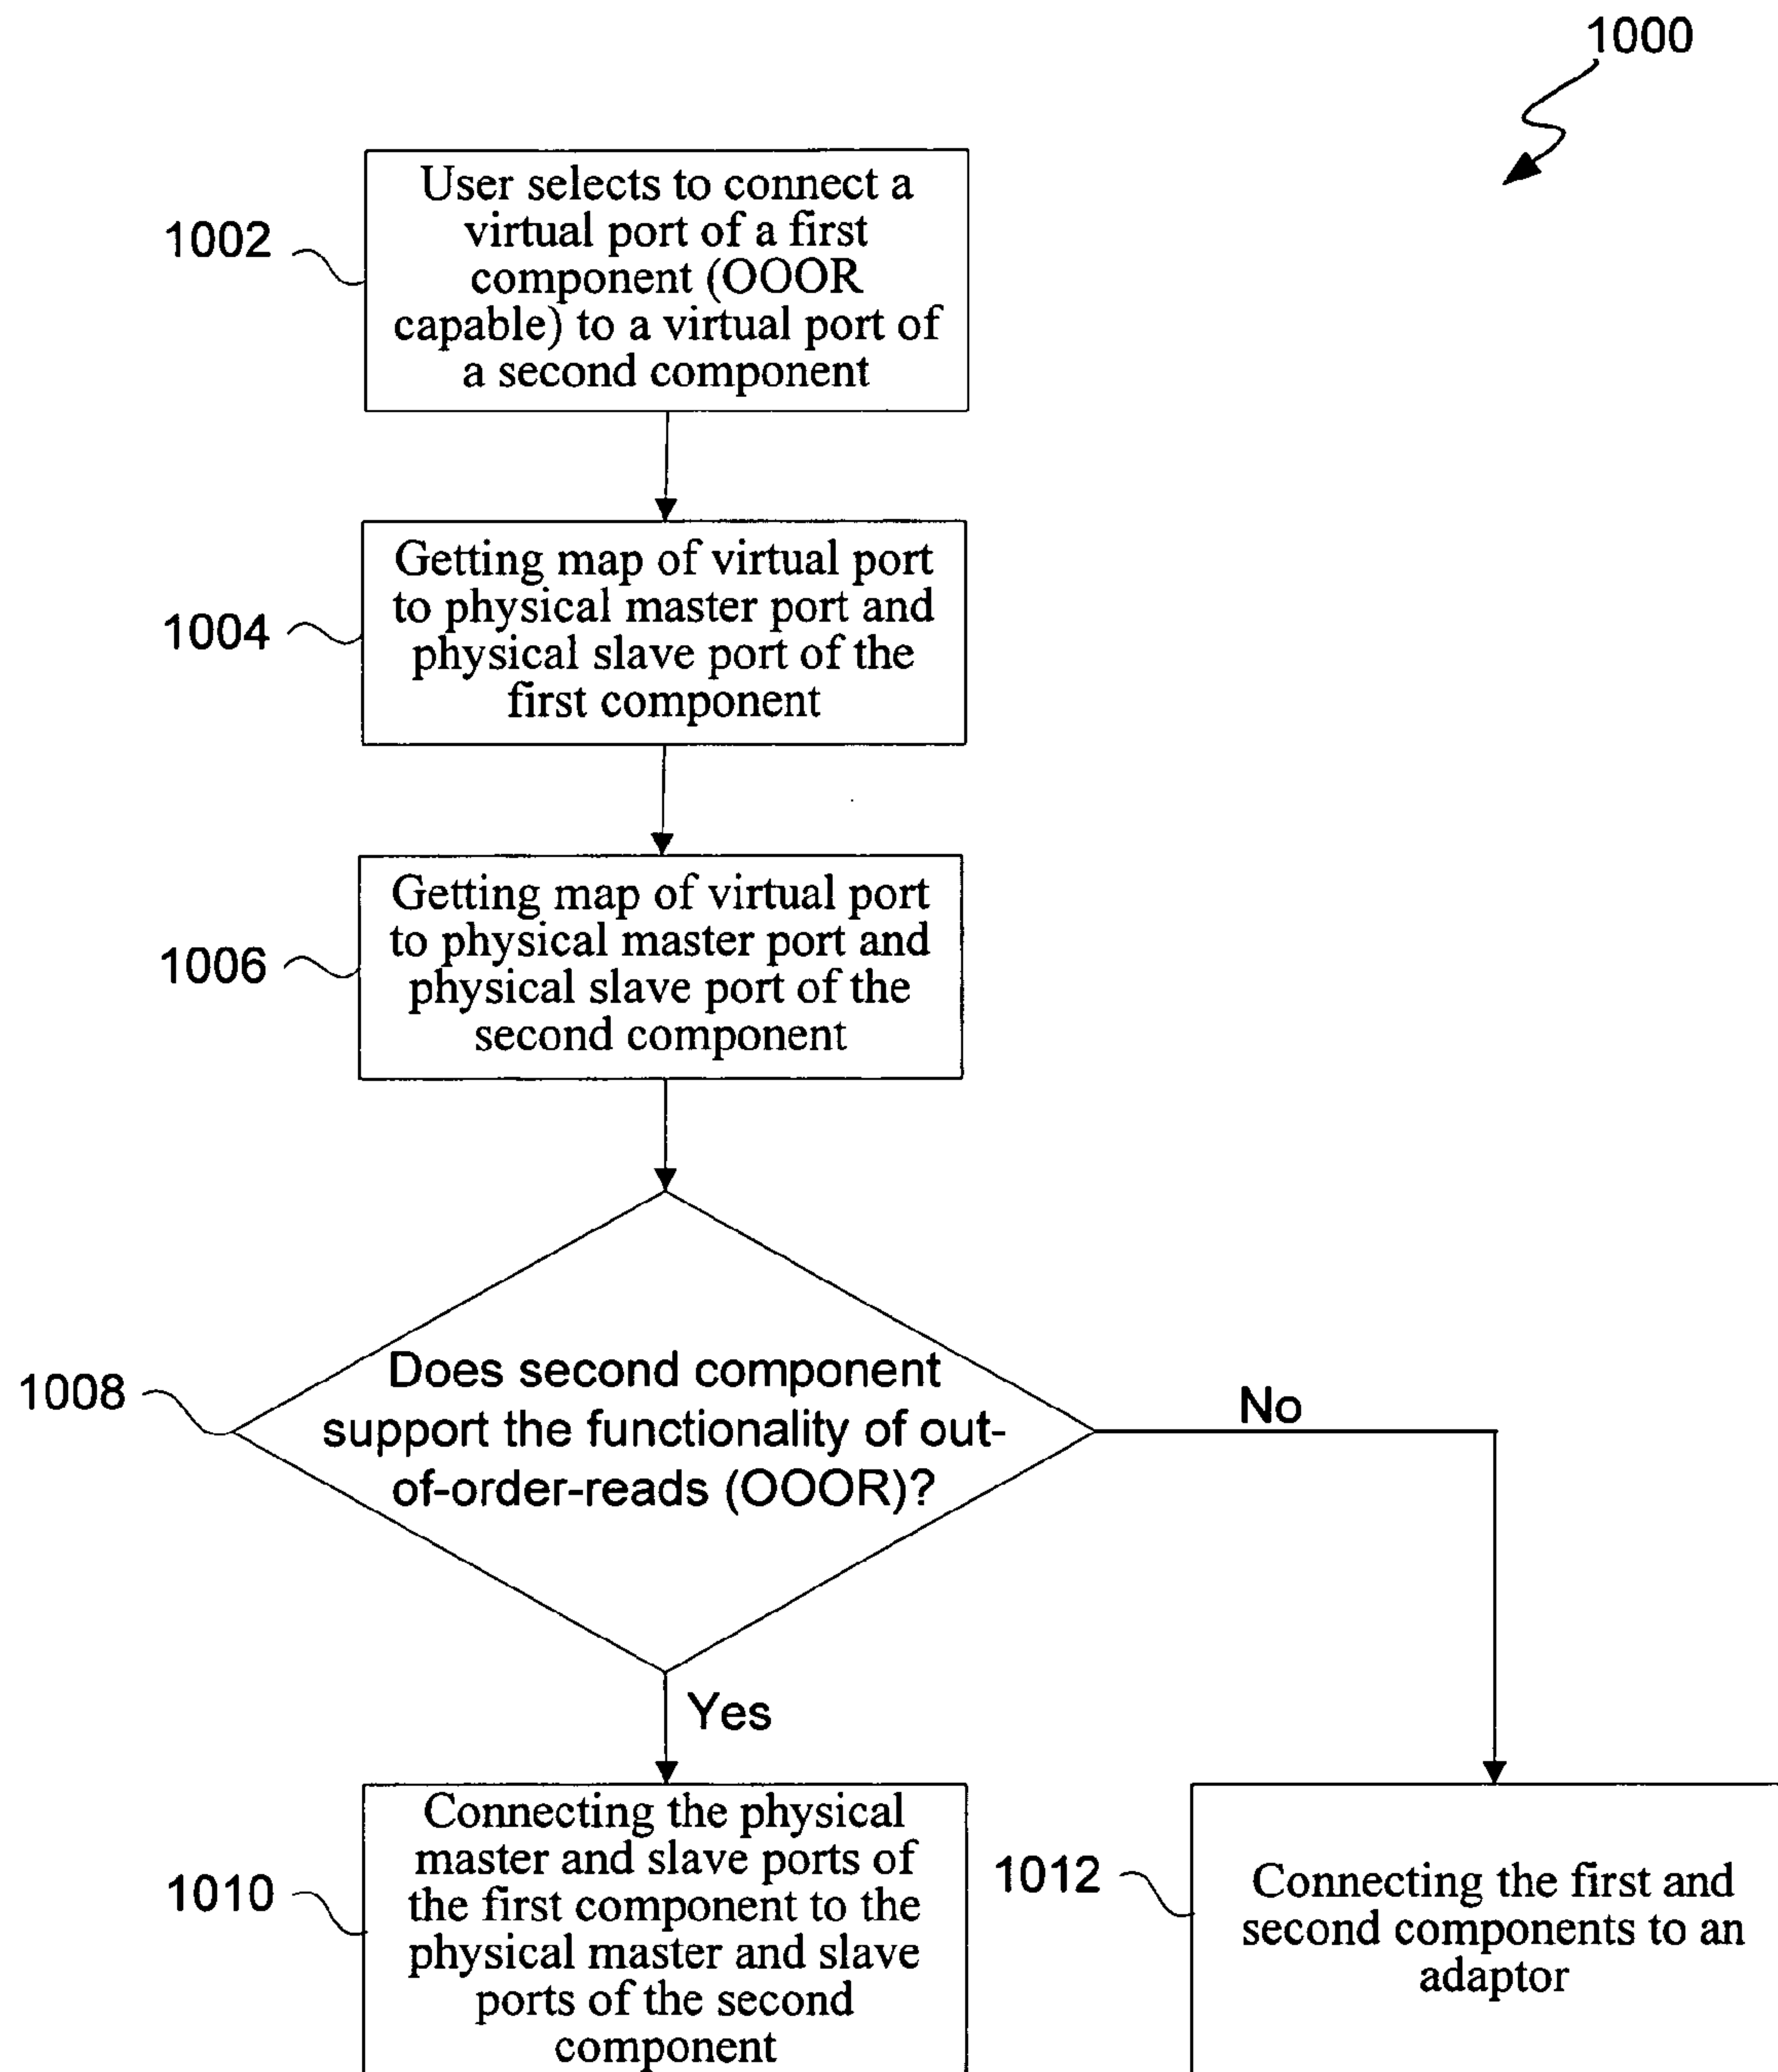 1000
User selects to connect a
virtual port of a first
component (OOOR
capable) to a virtual port of
a second component
1002
Getting map of virtual port
to physical master port and
physical slave port of the
first component
1004
Getting map of virtual port
to physical master port and
physical slave port of the
second component
1006
Does second component
support the functionality of out-
of-order-reads (OOOR)?
1008
No
Yes
Connecting the physical
master and slave ports of
the first component to the
physical master and slave
ports of the second
component
1010
1012
Connecting the first and
second components to an
adaptor